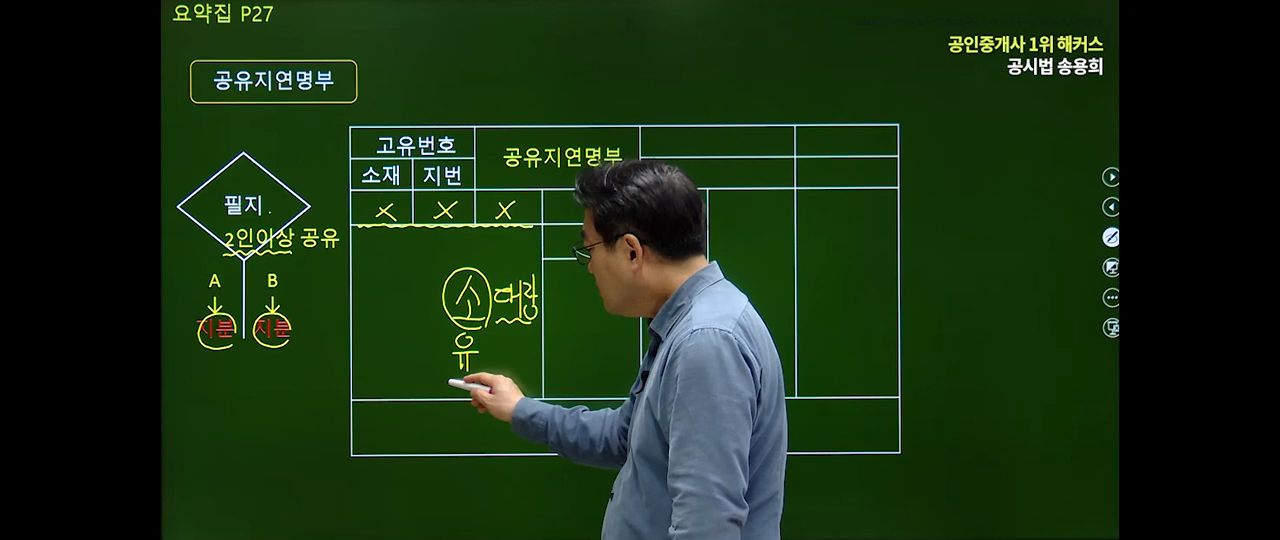 요약집 P27
공인중개사 1위 해커스
공시법 송용희
공유지연명부
고유번호
공유지연명부
소재 지번
필지
X X X
2인이상 공유
A B
지분 지분
소 대장
유